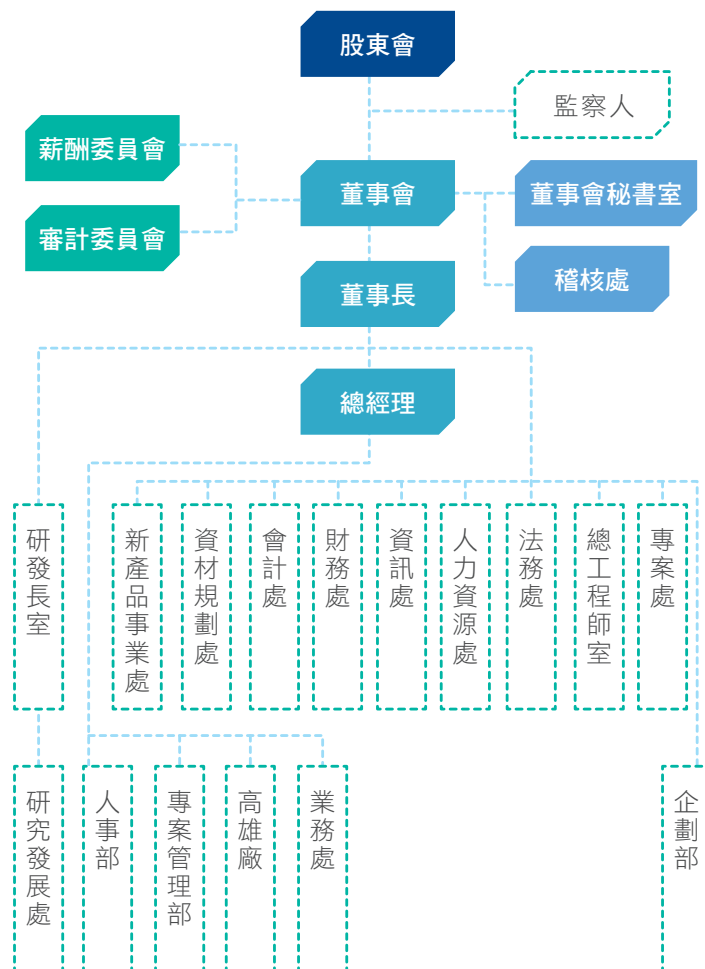 股東會
監察人
薪酬委員會
審計委員會
董事會
董事會秘書室
稽核處
董事長
總經理
研發長室
新產品事業處
資材規劃處
會計處
財務處
資訊處
人力資源處
法務處
總工程師室
專案處
研究發展處
人事部
專案管理部
高雄廠
業務處
企劃部